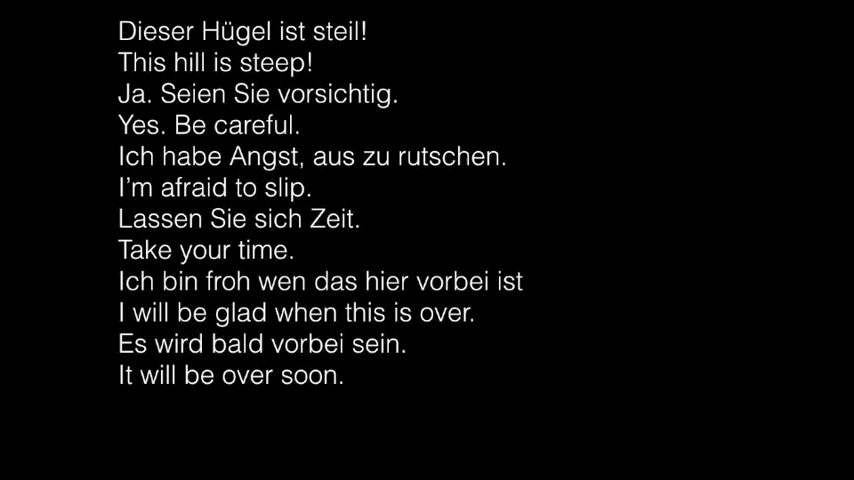 Dieser Hügel ist steil!
This hill is steep!
Ja. Seien Sie vorsichtig.
Yes. Be careful.
Ich habe Angst, aus zu rutschen.
I'm afraid to slip.
Lassen Sie sich Zeit.
Take your time.
Ich bin froh wen das hier vorbei ist
I will be glad when this is over.
Es wird bald vorbei sein.
It will be over soon.